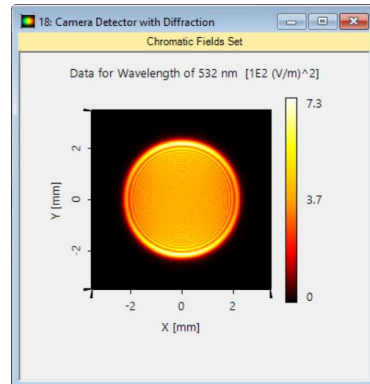 18: Camera Detector with Diffraction
Chromatic Fields Set
Data for Wavelength of 532 nm [1E2 (V/m)^2]
7.3
3.7
0
Y [mm]
2
0
-2
-2 0 2
X [mm]